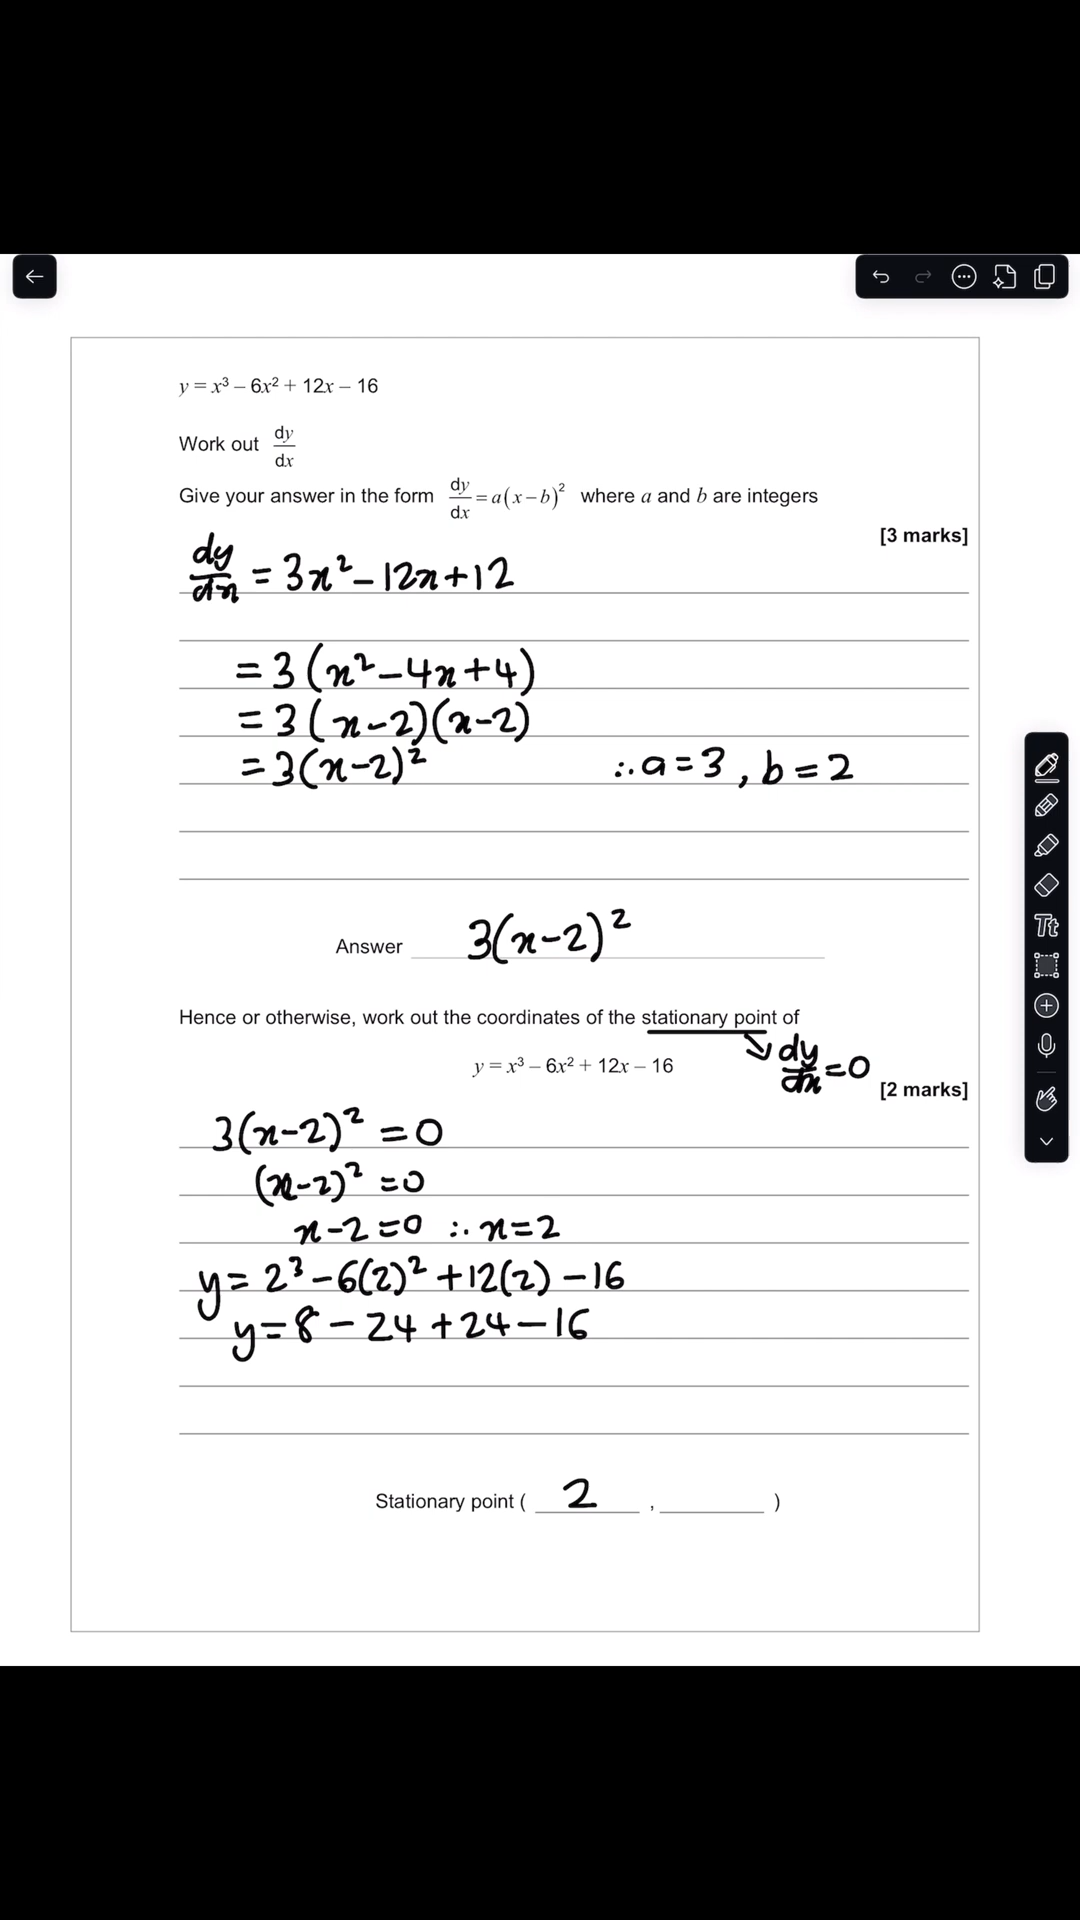 y = x³ – 6x² + 12x – 16
Work out dy/dx
Give your answer in the form dy/dx = a(x – b)² where a and b are integers
[3 marks]
dy/dx = 3x² – 12x + 12
= 3(x² – 4x + 4)
= 3(x – 2)(x – 2)
= 3(x – 2)² ∴ a = 3, b = 2
Answer 3(x – 2)²
Hence or otherwise, work out the coordinates of the stationary point of
y = x³ – 6x² + 12x – 16
dy/dx = 0
[2 marks]
3(x – 2)² = 0
(x – 2)² = 0
x – 2 = 0 ∴ x = 2
y = 2³ – 6(2)² + 12(2) – 16
y = 8 – 24 + 24 – 16
Stationary point ( 2 , )
Tt